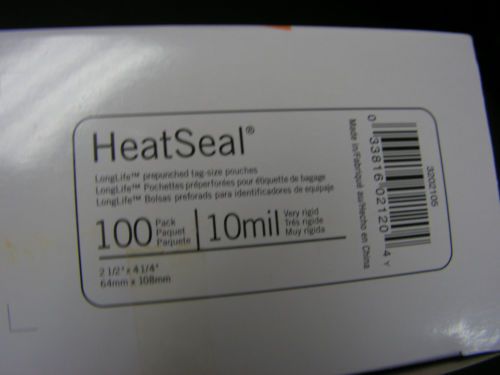 HeatSeal®
LongLife™ prepunched tag-size pouches
LongLife™ Pochettes préperforées pour étiquette de bagage
LongLife™ Bolsas preforads para identificadores de equipaje
100 Pack Paquet Paquete
10mil Very rigid Très rigide Muy rigida
2 1/2" x 4 1/4"
64mm x 108mm
Made in/Fabriqué au/Hecho en China
0 33816 02120 4
3202105